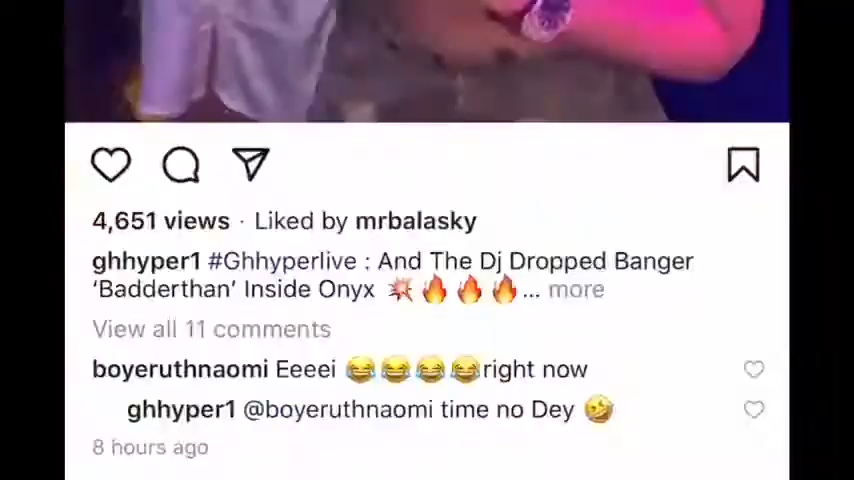 4,651 views · Liked by mrbalasky
ghhyper1 #Ghhyperlive : And The Dj Dropped Banger
‘Badderthan’ Inside Onyx 💥🔥🔥🔥... more
View all 11 comments
boyeruthnaomi Eeeei 😂😂😂😂right now
ghhyper1 @boyeruthnaomi time no Dey 🤣
8 hours ago